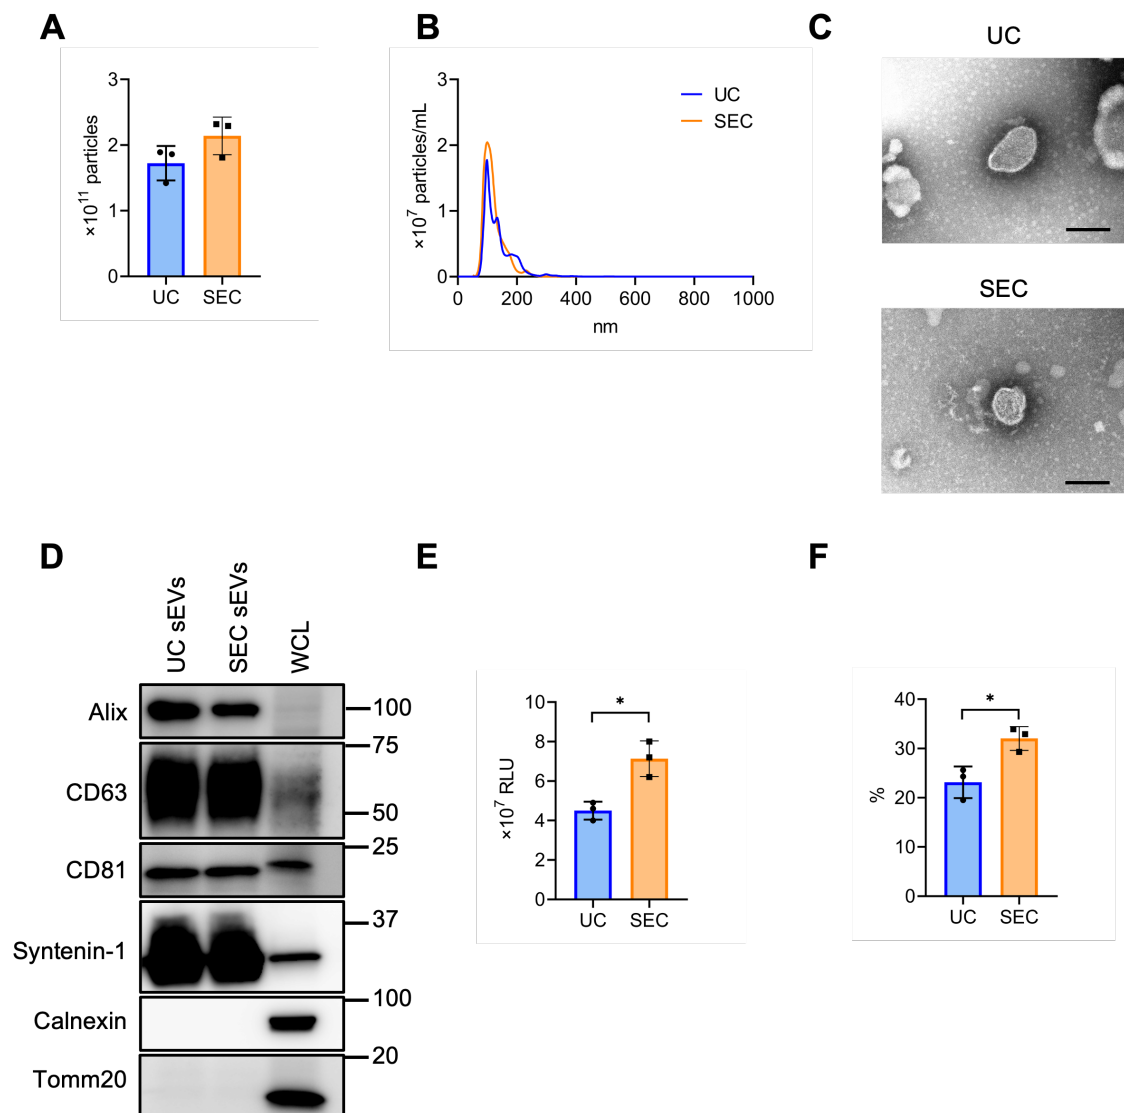 A
×10¹¹ particles
3
2
1
0
UC SEC
B
×10⁷ particles/mL
3
2
1
0
UC
SEC
0 200 400 600 800 1000
nm
C
UC
SEC
D
UC sEVs
SEC sEVs
WCL
Alix
100
75
CD63
50
25
CD81
37
Syntenin-1
100
Calnexin
20
Tomm20
E
×10⁷ RLU
10
8
6
4
2
0
*
UC SEC
F
%
40
30
20
10
0
*
UC SEC